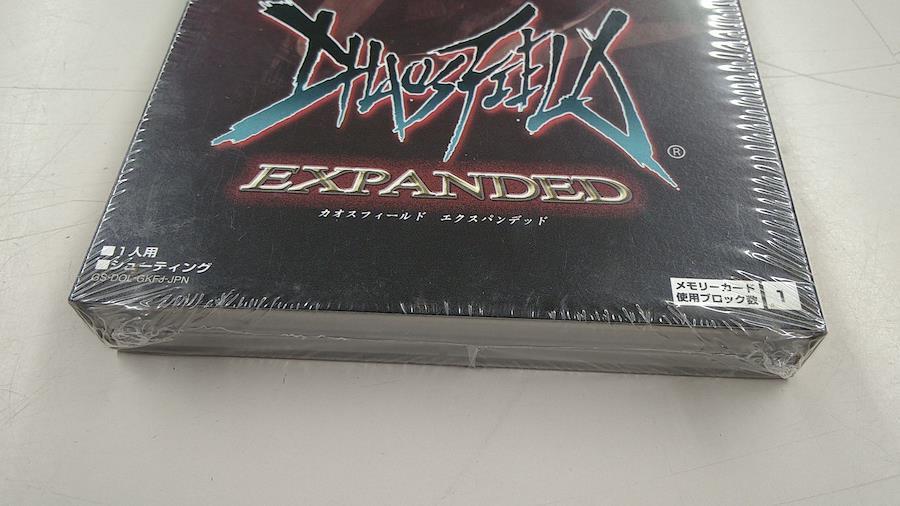 CHAOS FIELD
®
EXPANDED
カオスフィールド エクスパンデッド
■1人用
■シューティング
GS-DOL-GKFJ-JPN
メモリーカード
使用ブロック数 1